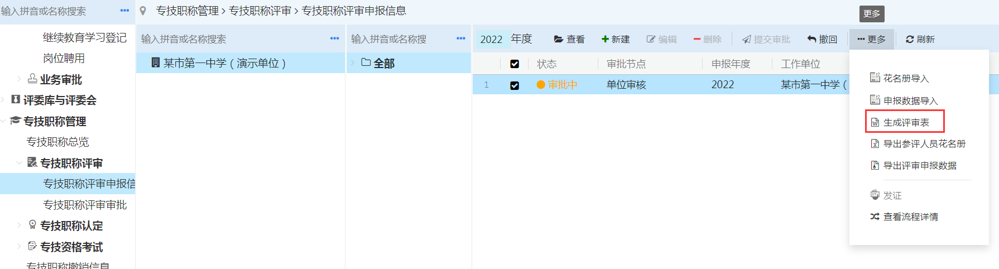 输入拼音或名称搜索
专技职称管理 > 专技职称评审 > 专技职称评审申报信息
更多
继续教育学习登记
岗位聘用
业务审批
评委库与评委会
专技职称管理
专技职称总览
专技职称评审
专技职称评审申报信
专技职称评审审批
专技职称认定
专技资格考试
专技职称撤销信息
输入拼音或名称搜索
某市第一中学（演示单位）
输入拼音或名称搜
全部
2022 年度 查看 新建 编辑 删除 提交审批 撤回 更多 刷新
状态 审批节点 申报年度 工作单位
1 审批中 单位审核 2022 某市第一中学（
花名册导入
申报数据导入
生成评审表
导出参评人员花名册
导出评审申报数据
发证
查看流程详情